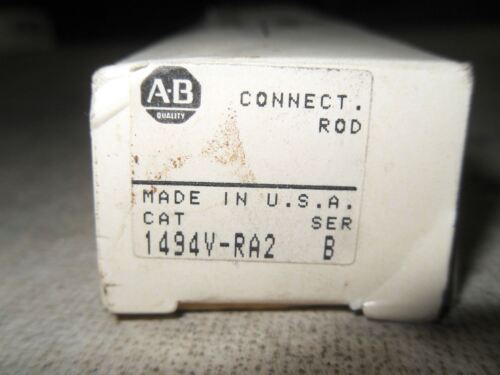 A-B
QUALITY
CONNECT.
ROD
MADE IN U.S.A.
CAT SER
1494V-RA2 B